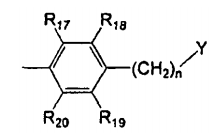 R₁₇ R₁₈
(CH₂)ₙ Y
R₂₀ R₁₉